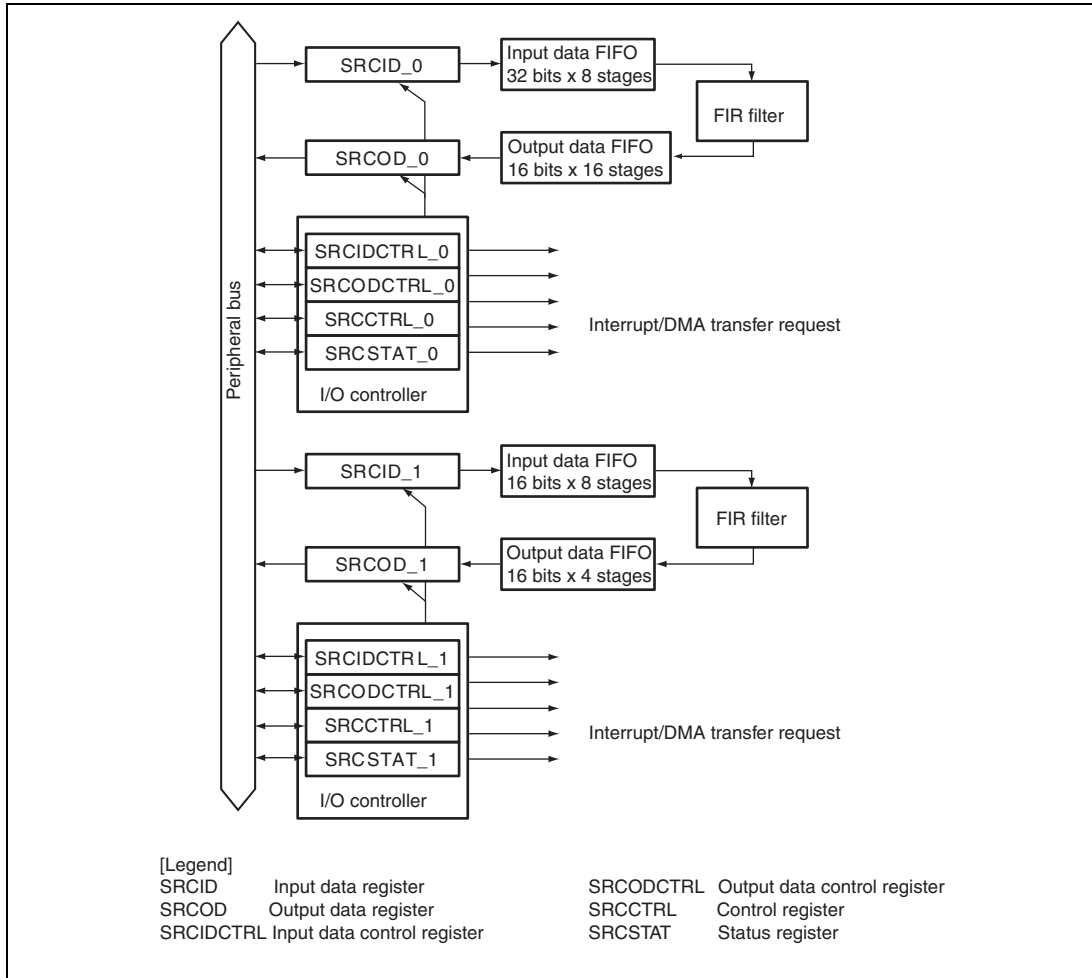 Peripheral bus
SRCID_0
Input data FIFO
32 bits x 8 stages
FIR filter
SRCOD_0
Output data FIFO
16 bits x 16 stages
SRCIDCTRL_0
SRCODCTRL_0
SRCCTRL_0
SRCSTAT_0
I/O controller
Interrupt/DMA transfer request
SRCID_1
Input data FIFO
16 bits x 8 stages
FIR filter
SRCOD_1
Output data FIFO
16 bits x 4 stages
SRCIDCTRL_1
SRCODCTRL_1
SRCCTRL_1
SRCSTAT_1
I/O controller
Interrupt/DMA transfer request
[Legend]
SRCID Input data register
SRCOD Output data register
SRCIDCTRL Input data control register
SRCODCTRL Output data control register
SRCCTRL Control register
SRCSTAT Status register